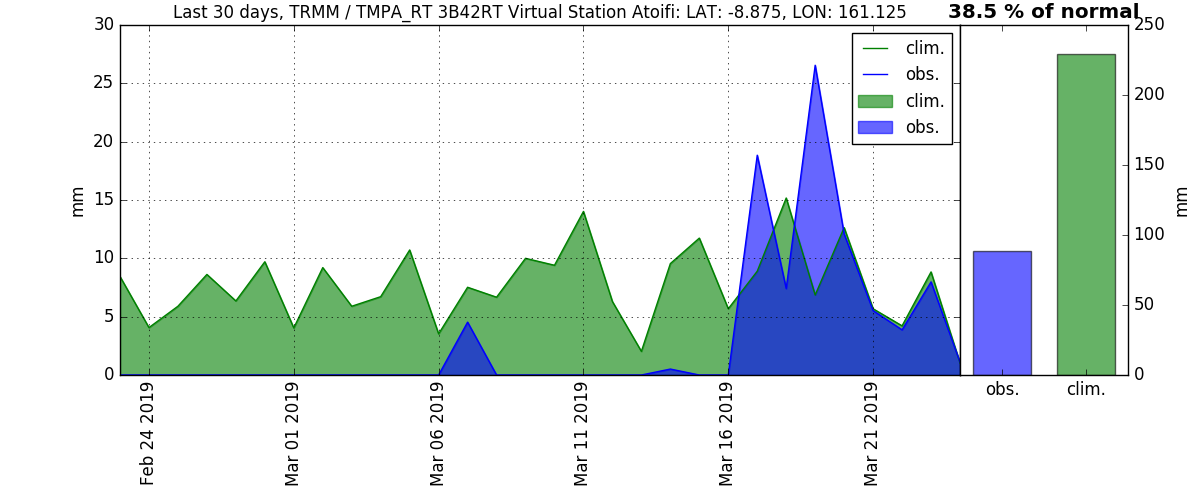 Last 30 days, TRMM / TMPA_RT 3B42RT Virtual Station Atoifi: LAT: -8.875, LON: 161.125
38.5 % of normal
30
25
20
15
10
5
0
mm
clim.
obs.
clim.
obs.
Feb 24 2019
Mar 01 2019
Mar 06 2019
Mar 11 2019
Mar 16 2019
Mar 21 2019
250
200
150
100
50
0
mm
obs.
clim.